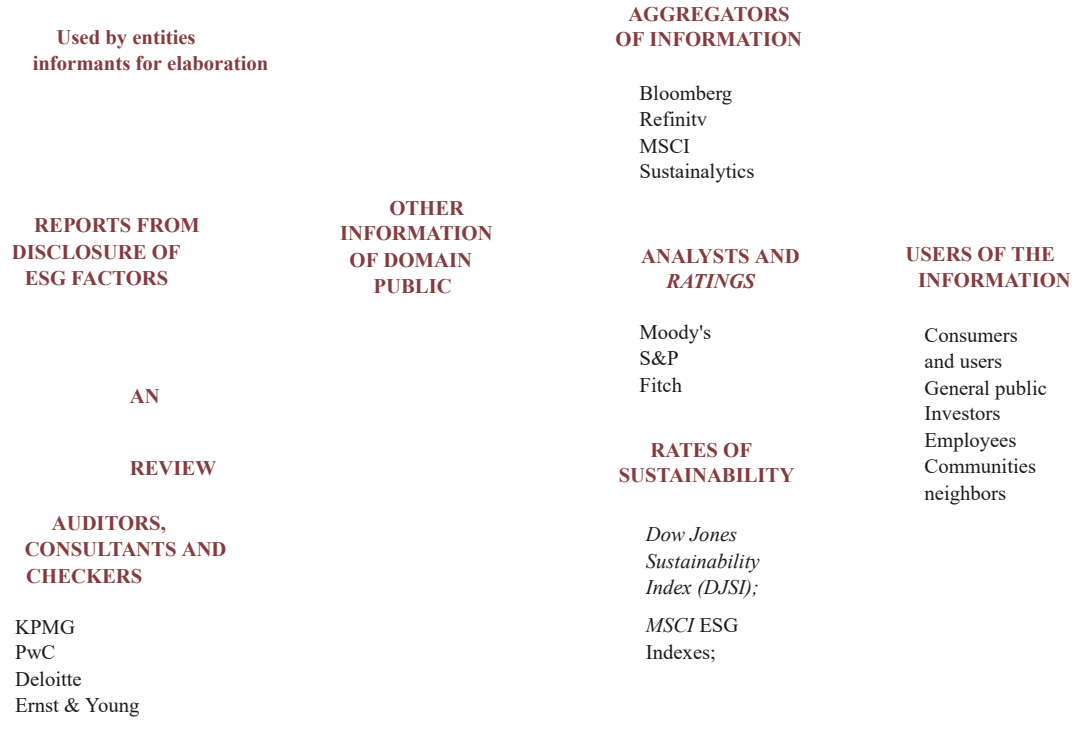 Used by entities
informants for elaboration
REPORTS FROM
DISCLOSURE OF
ESG FACTORS
AN
REVIEW
AUDITORS,
CONSULTANTS AND
CHECKERS
KPMG
PwC
Deloitte
Ernst & Young
OTHER
INFORMATION
OF DOMAIN
PUBLIC
AGGREGATORS
OF INFORMATION
Bloomberg
Refinitv
MSCI
Sustainalytics
ANALYSTS AND
RATINGS
Moody's
S&P
Fitch
RATES OF
SUSTAINABILITY
Dow Jones
Sustainability
Index (DJSI);
MSCI ESG
Indexes;
USERS OF THE
INFORMATION
Consumers
and users
General public
Investors
Employees
Communities
neighbors